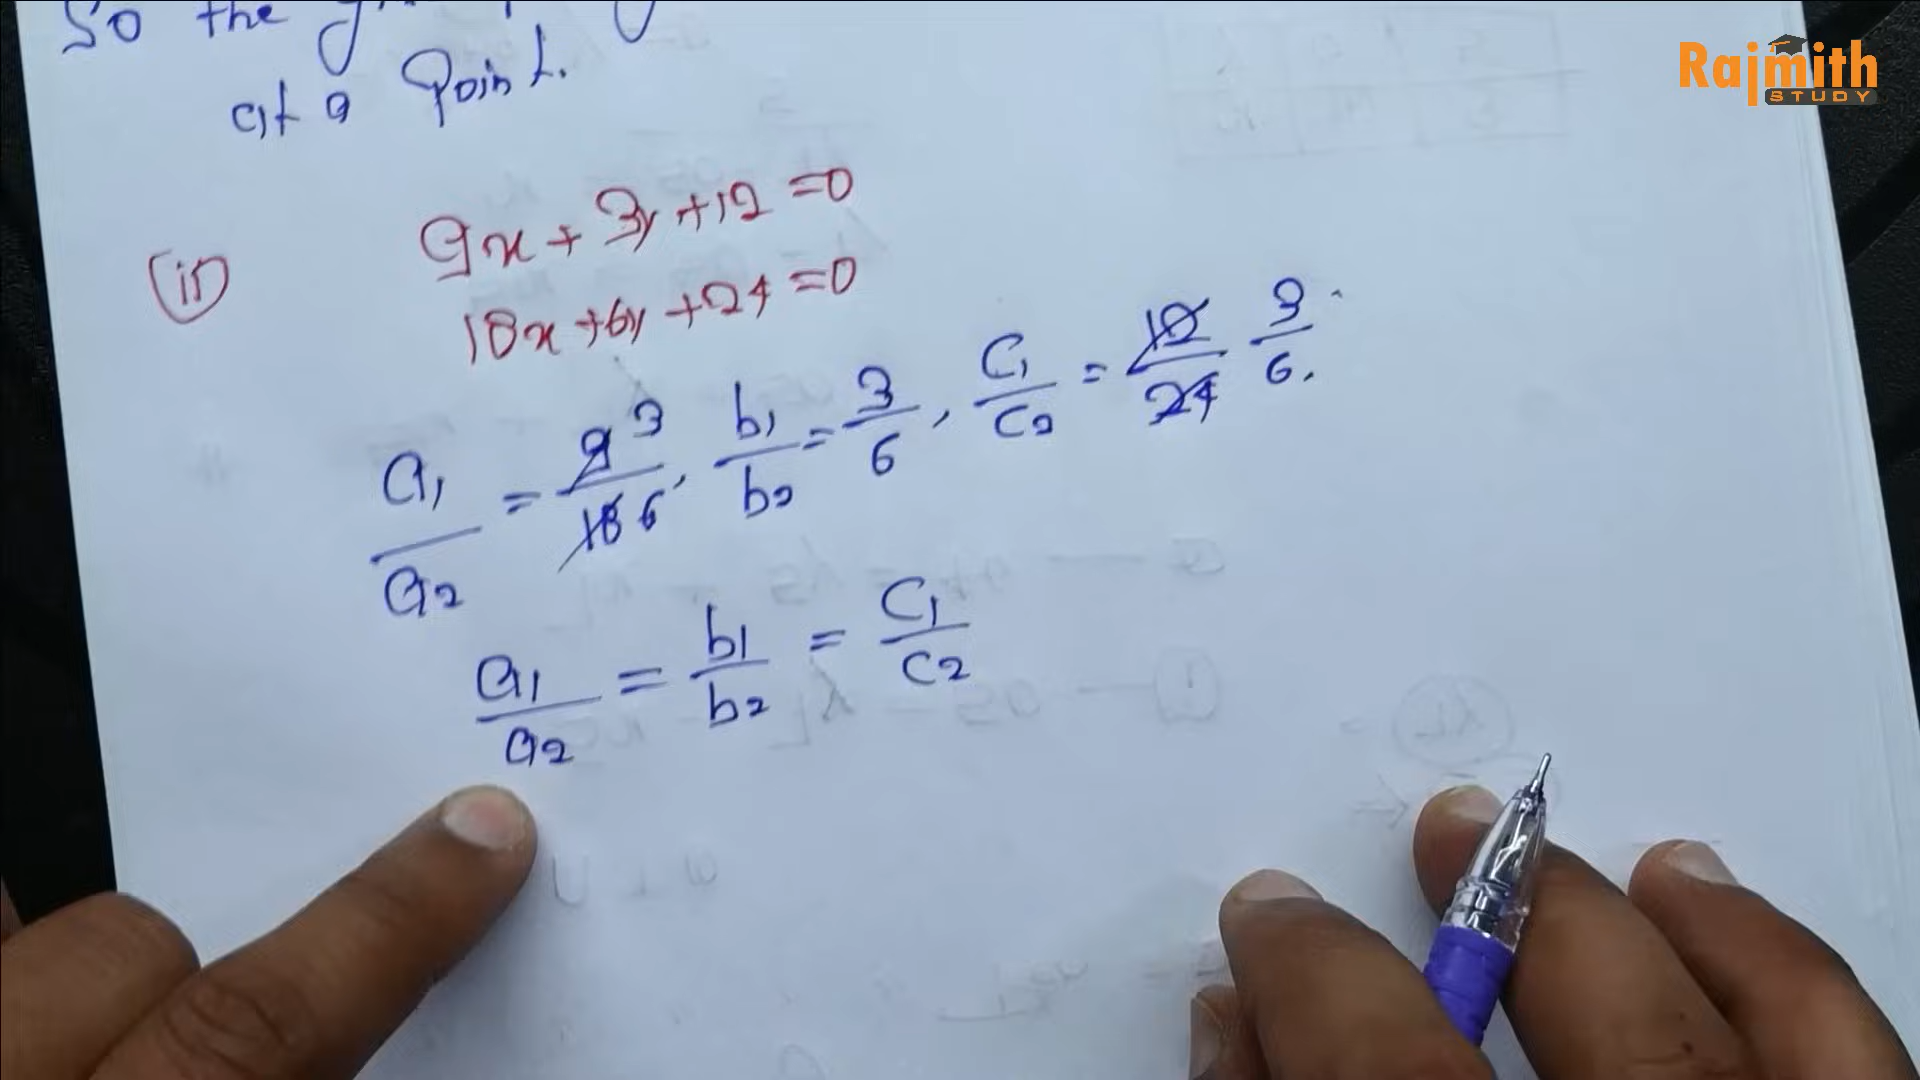 Rajmith
STUDY
So the
at a Point.
(ii)
9x + 3y + 12 = 0
18x + 6y + 24 = 0
a1/a2 = 9/18 3/6, b1/b2 = 3/6, c1/c2 = 12/24 3/6.
a1/a2 = b1/b2 = c1/c2